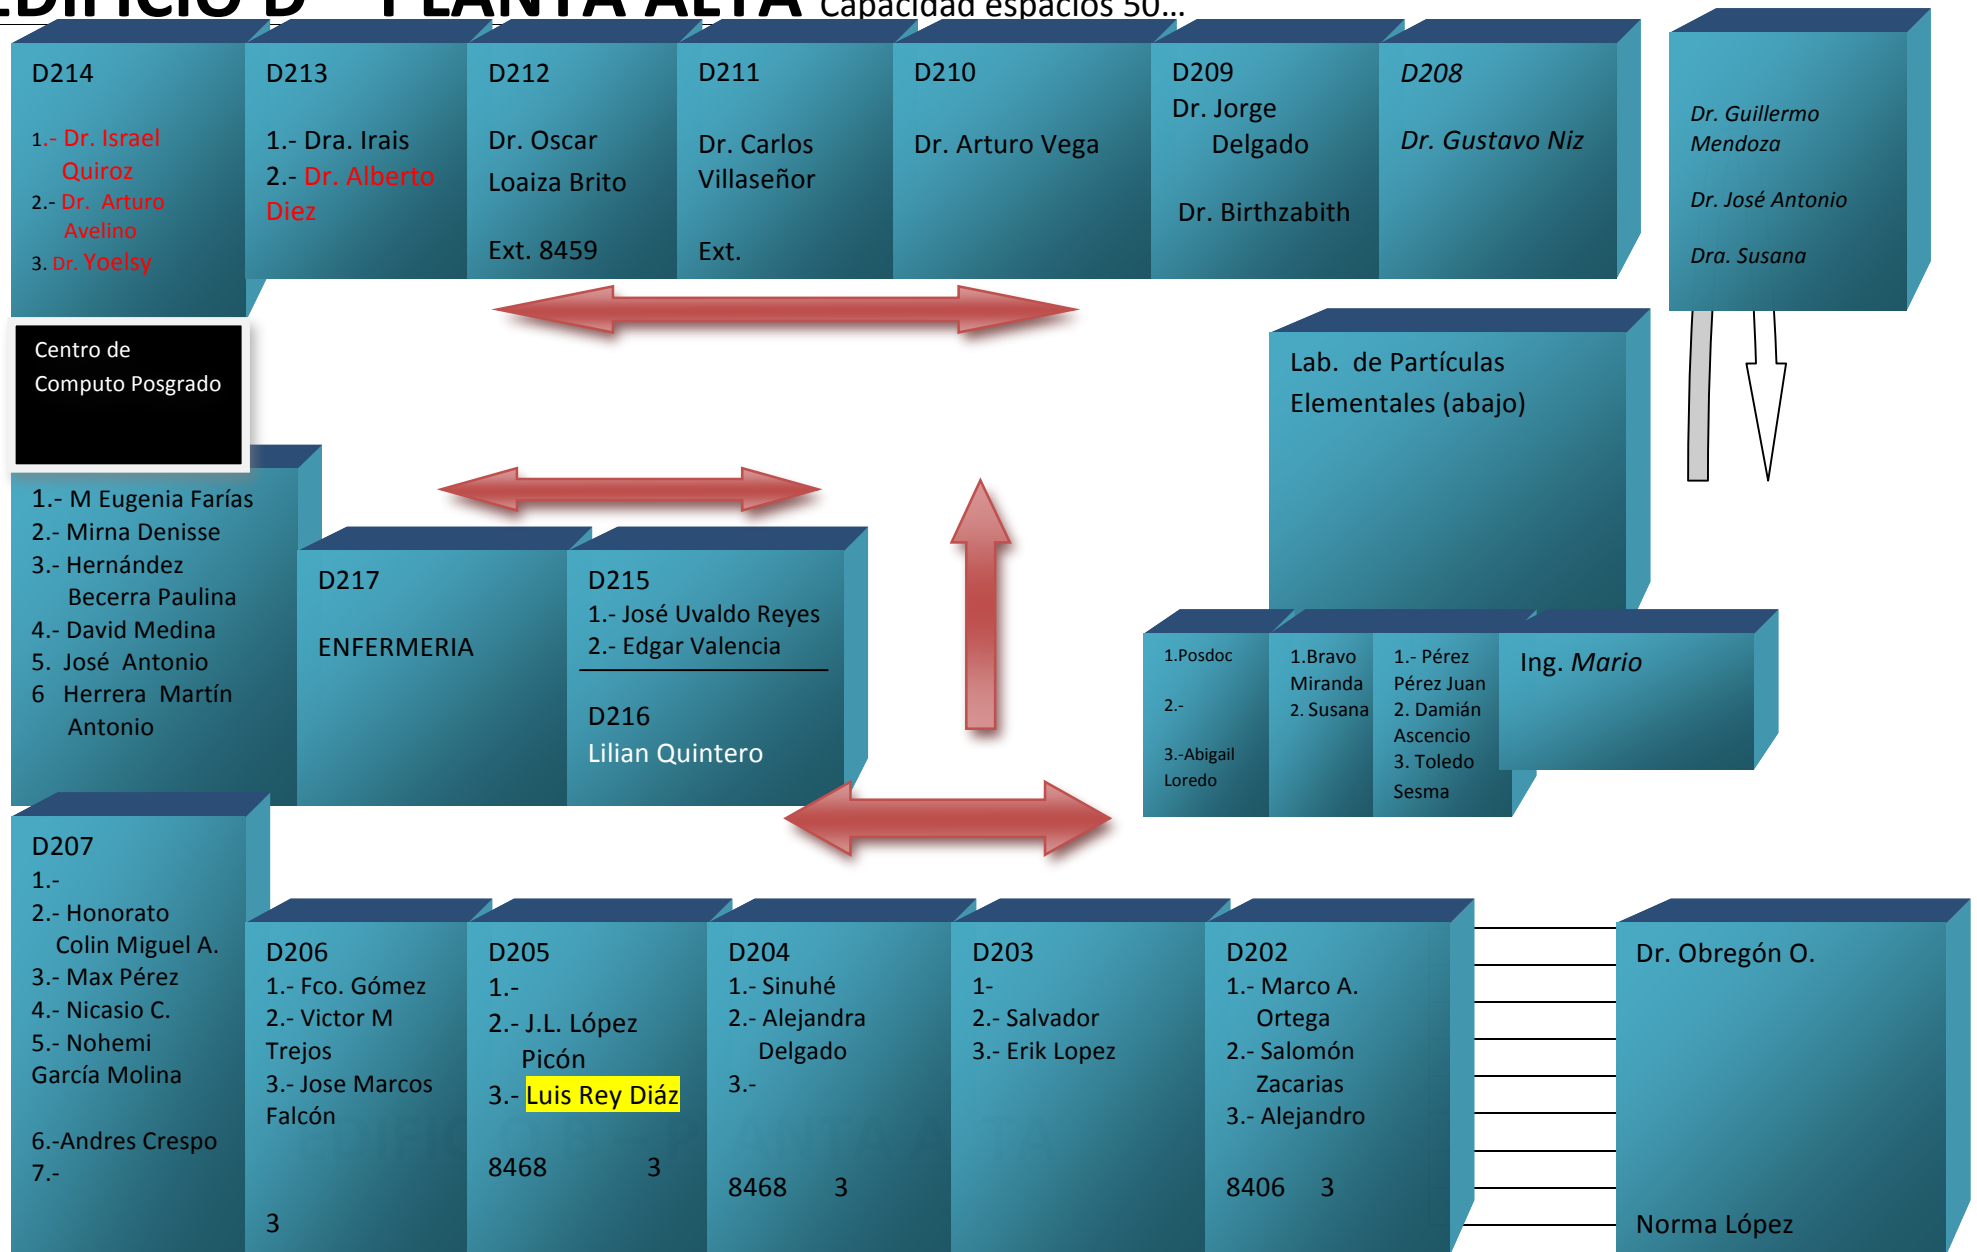 EDIFICIO D – PLANTA ALTA Capacidad espacios 50...
D214
1.- Dr. Israel
Quiroz
2.- Dr. Arturo
Avelino
3. Dr. Yoelsy
D213
1.- Dra. Irais
2.- Dr. Alberto
Diez
D212
Dr. Oscar
Loaiza Brito
Ext. 8459
D211
Dr. Carlos
Villaseñor
Ext.
D210
Dr. Arturo Vega
D209
Dr. Jorge
Delgado
Dr. Birthzabith
D208
Dr. Gustavo Niz
Dr. Guillermo
Mendoza
Dr. José Antonio
Dra. Susana
Centro de
Computo Posgrado
Lab. de Partículas
Elementales (abajo)
1.- M Eugenia Farías
2.- Mirna Denisse
3.- Hernández
Becerra Paulina
4.- David Medina
5. José Antonio
6 Herrera Martín
Antonio
D217
ENFERMERIA
D215
1.- José Uvaldo Reyes
2.- Edgar Valencia
D216
Lilian Quintero
1.Posdoc
2.-
3.-Abigail
Loredo
1.Bravo
Miranda
2. Susana
1.- Pérez
Pérez Juan
2. Damián
Ascencio
3. Toledo
Sesma
Ing. Mario
D207
1.-
2.- Honorato
Colin Miguel A.
3.- Max Pérez
4.- Nicasio C.
5.- Nohemi
García Molina
6.-Andres Crespo
7.-
D206
1.- Fco. Gómez
2.- Victor M
Trejos
3.- Jose Marcos
Falcón
3
D205
1.-
2.- J.L. López
Picón
3.- Luis Rey Diáz
8468 3
D204
1.- Sinuhé
2.- Alejandra
Delgado
3.-
8468 3
D203
1-
2.- Salvador
3.- Erik Lopez
D202
1.- Marco A.
Ortega
2.- Salomón
Zacarias
3.- Alejandro
8406 3
Dr. Obregón O.
Norma López